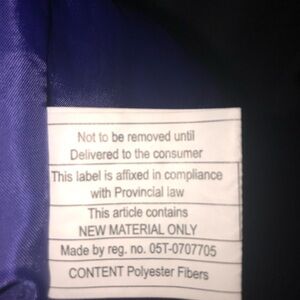 Not to be removed until
Delivered to the consumer
This label is affixed in compliance
with Provincial law
This article contains
NEW MATERIAL ONLY
Made by reg. no. 05T-0707705
CONTENT Polyester Fibers